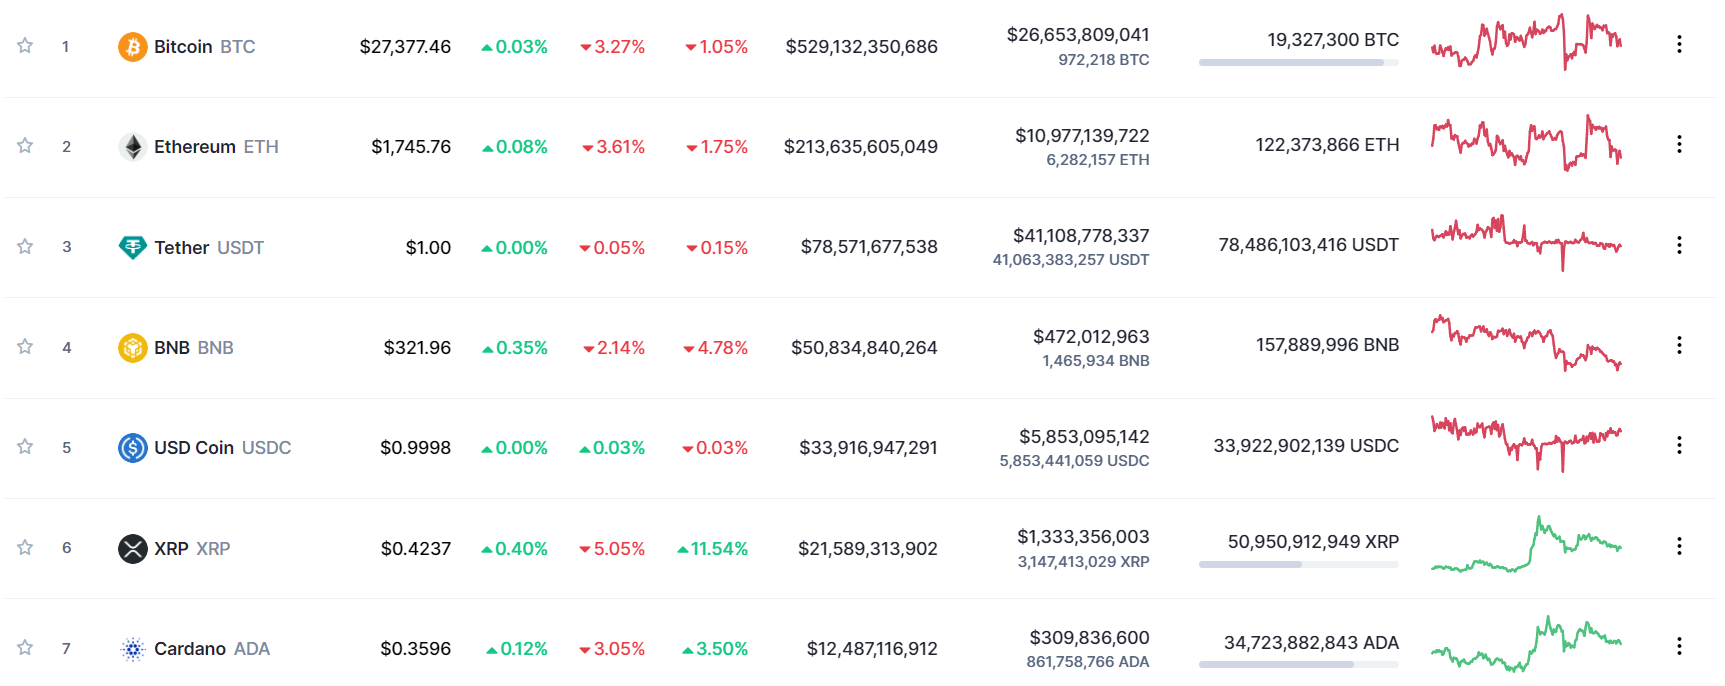 1 Bitcoin BTC $27,377.46 0.03% 3.27% 1.05% $529,132,350,686 $26,653,809,041 19,327,300 BTC
972,218 BTC
2 Ethereum ETH $1,745.76 0.08% 3.61% 1.75% $213,635,605,049 $10,977,139,722 122,373,866 ETH
6,282,157 ETH
3 Tether USDT $1.00 0.00% 0.05% 0.15% $78,571,677,538 $41,108,778,337 78,486,103,416 USDT
41,063,383,257 USDT
4 BNB BNB $321.96 0.35% 2.14% 4.78% $50,834,840,264 $472,012,963 157,889,996 BNB
1,465,934 BNB
5 USD Coin USDC $0.9998 0.00% 0.03% 0.03% $33,916,947,291 $5,853,095,142 33,922,902,139 USDC
5,853,441,059 USDC
6 XRP XRP $0.4237 0.40% 5.05% 11.54% $21,589,313,902 $1,333,356,003 50,950,912,949 XRP
3,147,413,029 XRP
7 Cardano ADA $0.3596 0.12% 3.05% 3.50% $12,487,116,912 $309,836,600 34,723,882,843 ADA
861,758,766 ADA